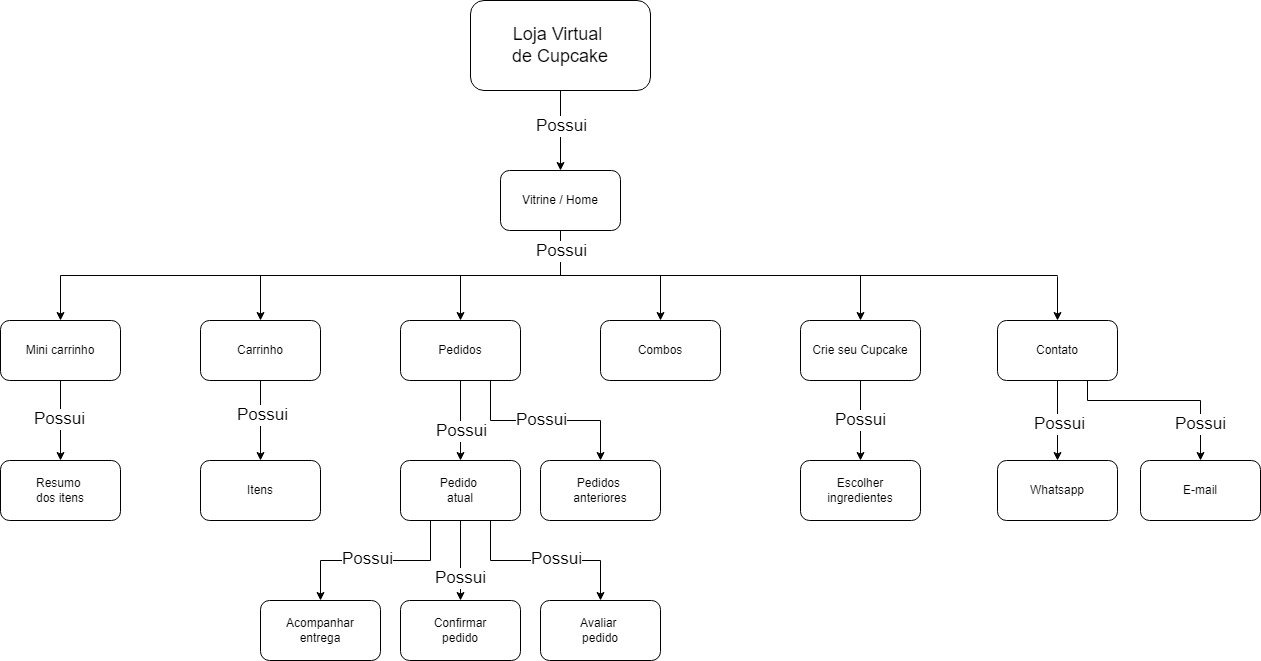 Loja Virtual
de Cupcake
Possui
Vitrine / Home
Possui
Mini carrinho
Carrinho
Pedidos
Combos
Crie seu Cupcake
Contato
Possui
Possui
Possui
Possui
Possui
Possui
Possui
Resumo
dos itens
Itens
Pedido
atual
Pedidos
anteriores
Escolher
ingredientes
Whatsapp
E-mail
Possui
Possui
Possui
Acompanhar
entrega
Confirmar
pedido
Avaliar
pedido